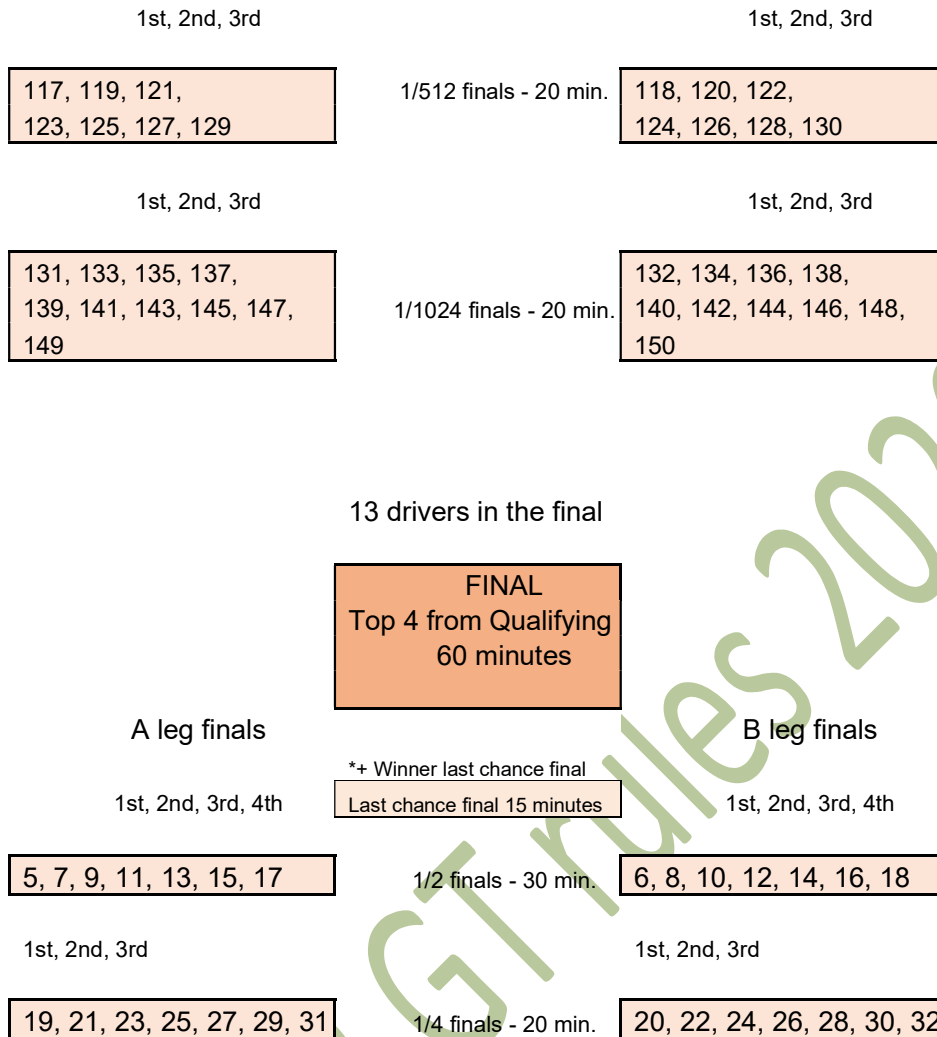 1st, 2nd, 3rd 1st, 2nd, 3rd
117, 119, 121, 118, 120, 122,
1/512 finals - 20 min.
123, 125, 127, 129 124, 126, 128, 130
1st, 2nd, 3rd 1st, 2nd, 3rd
131, 133, 135, 137, 132, 134, 136, 138,
139, 141, 143, 145, 147, 1/1024 finals - 20 min. 140, 142, 144, 146, 148,
149 150
13 drivers in the final
FINAL
Top 4 from Qualifying
60 minutes
A leg finals B leg finals
*+ Winner last chance final
1st, 2nd, 3rd, 4th Last chance final 15 minutes 1st, 2nd, 3rd, 4th
5, 7, 9, 11, 13, 15, 17 1/2 finals - 30 min. 6, 8, 10, 12, 14, 16, 18
1st, 2nd, 3rd 1st, 2nd, 3rd
19, 21, 23, 25, 27, 29, 31 1/4 finals - 20 min. 20, 22, 24, 26, 28, 30, 32
GT rules